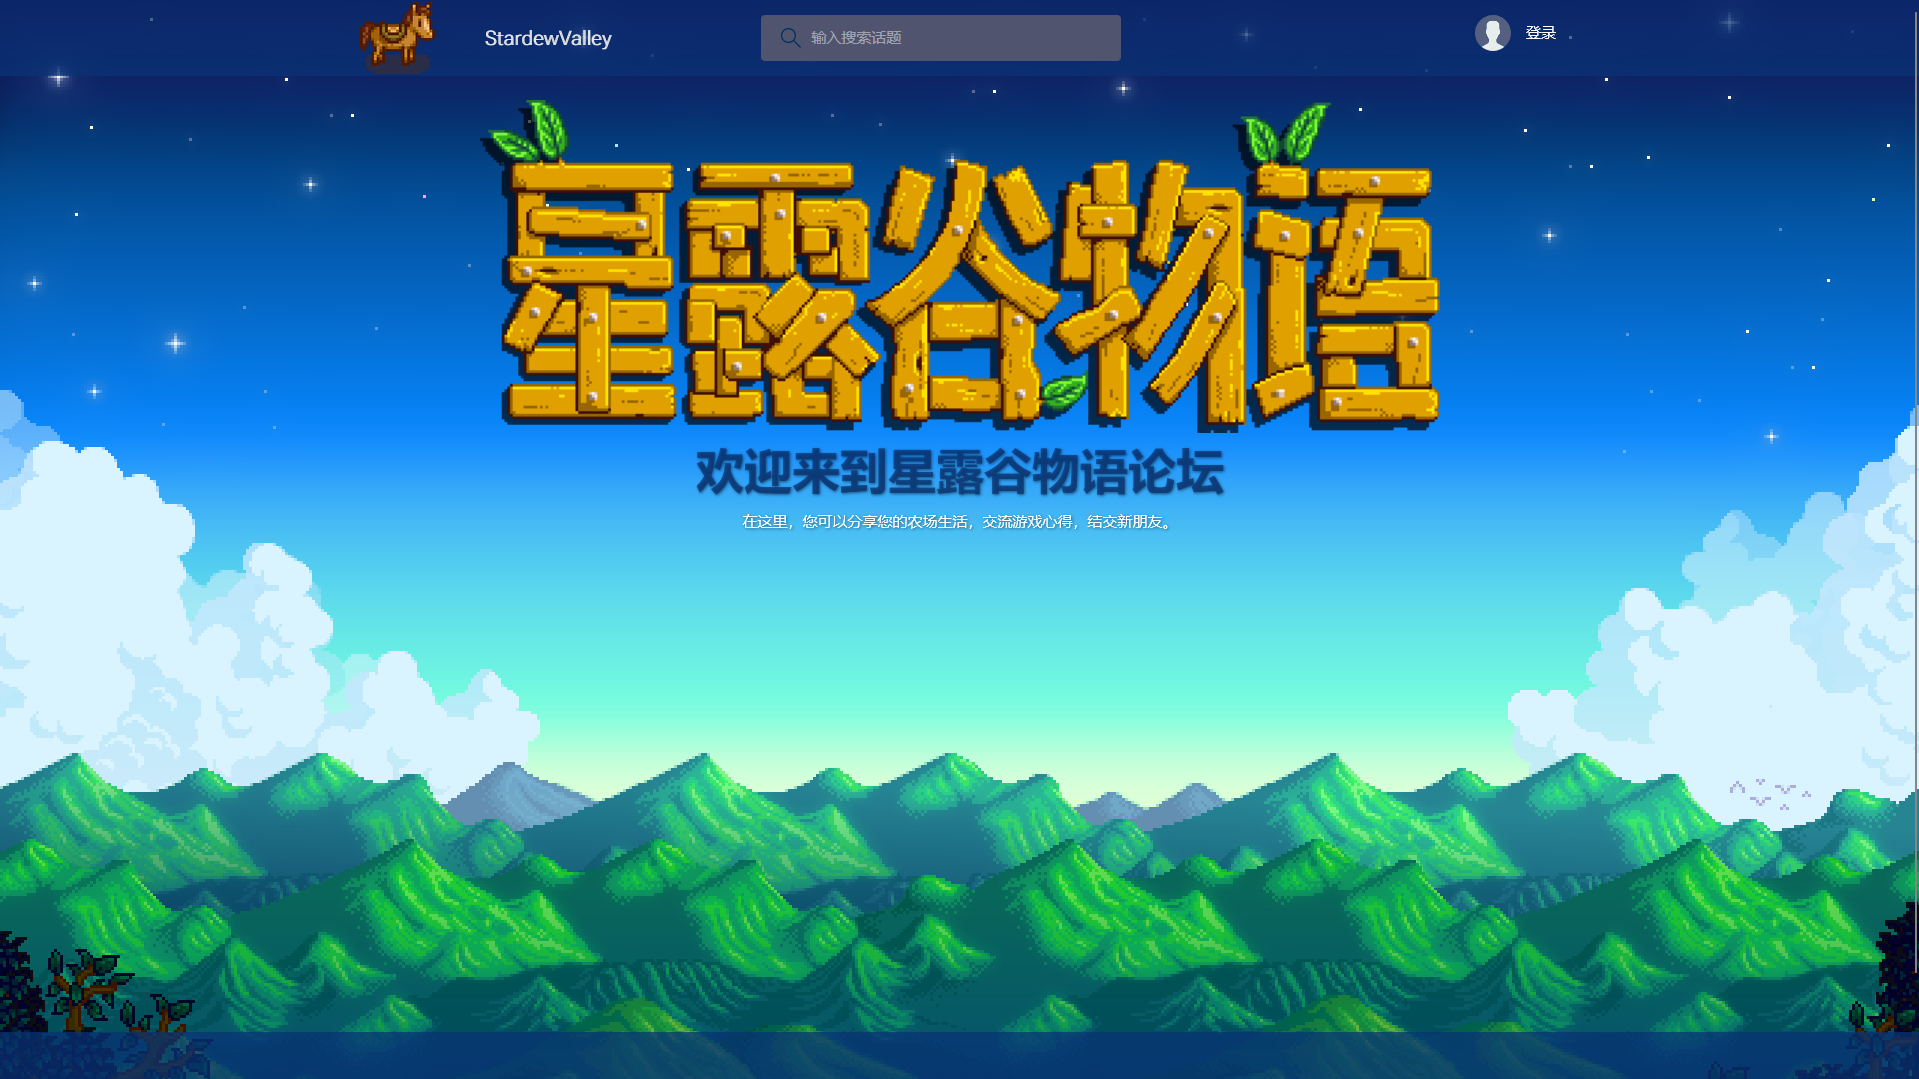 StardewValley
输入搜索话题
登录
星露谷物语
欢迎来到星露谷物语论坛
在这里，您可以分享您的农场生活，交流游戏心得，结交新朋友。